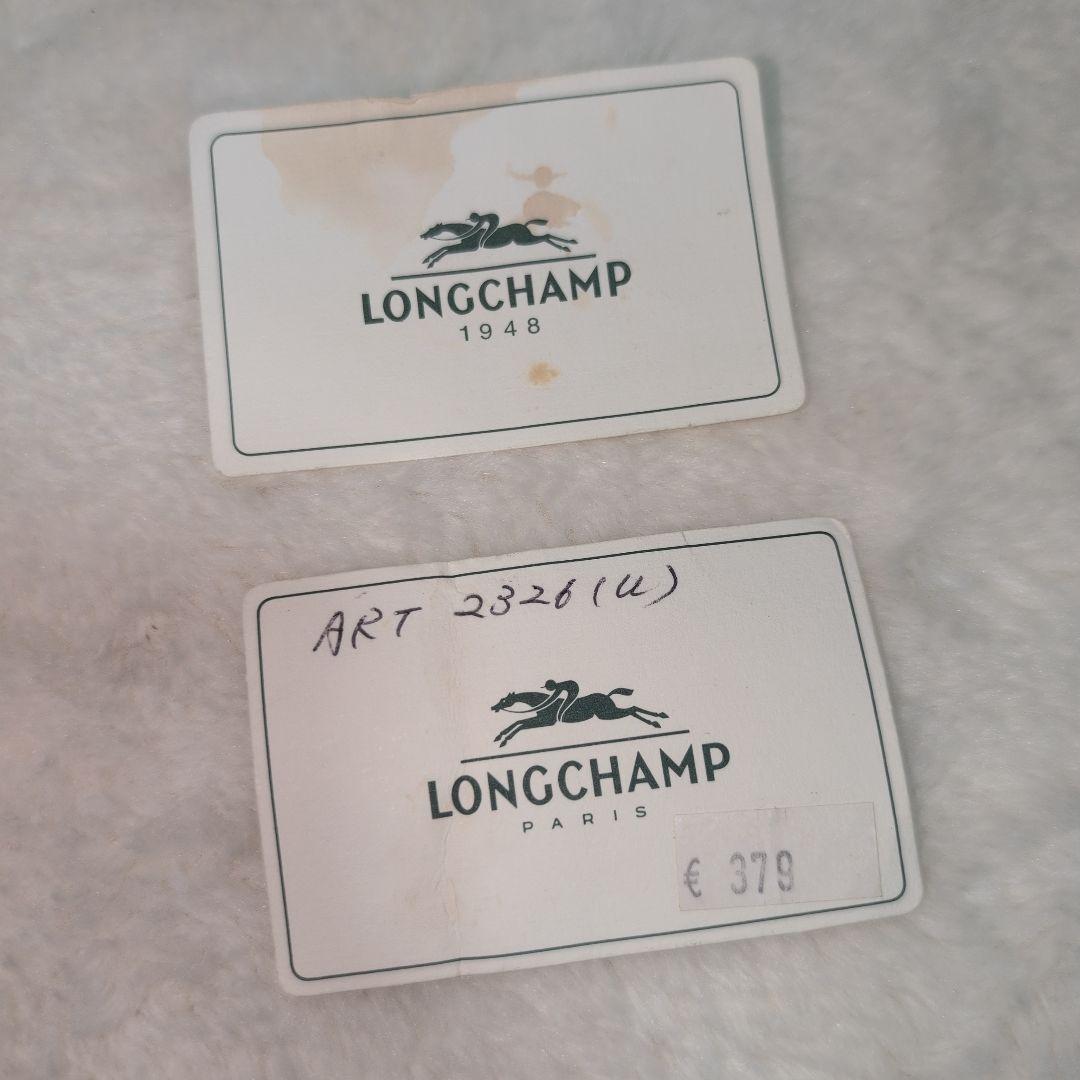 LONGCHAMP
1948
ART 2326 (U)
LONGCHAMP
PARIS
€ 379